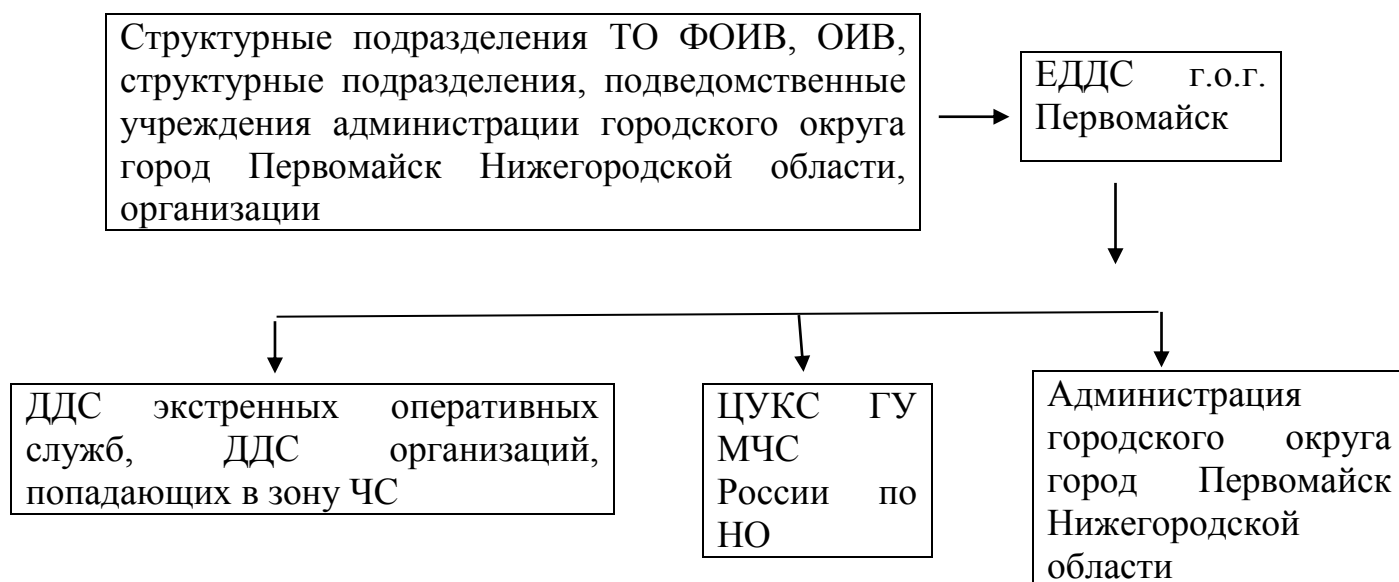 Структурные подразделения ТО ФОИВ, ОИВ,
структурные подразделения, подведомственные
учреждения администрации городского округа
город Первомайск Нижегородской области,
организации
ЕДДС г.о.г.
Первомайск
ДДС экстренных оперативных
служб, ДДС организаций,
попадающих в зону ЧС
ЦУКС ГУ
МЧС
России по
НО
Администрация
городского округа
город Первомайск
Нижегородской
области